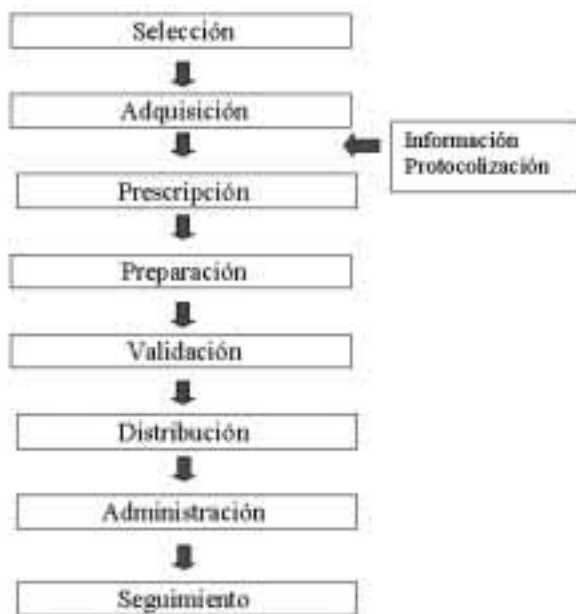 Selección
Adquisición
Información
Protocolización
Prescripción
Preparación
Validación
Distribución
Administración
Seguimiento